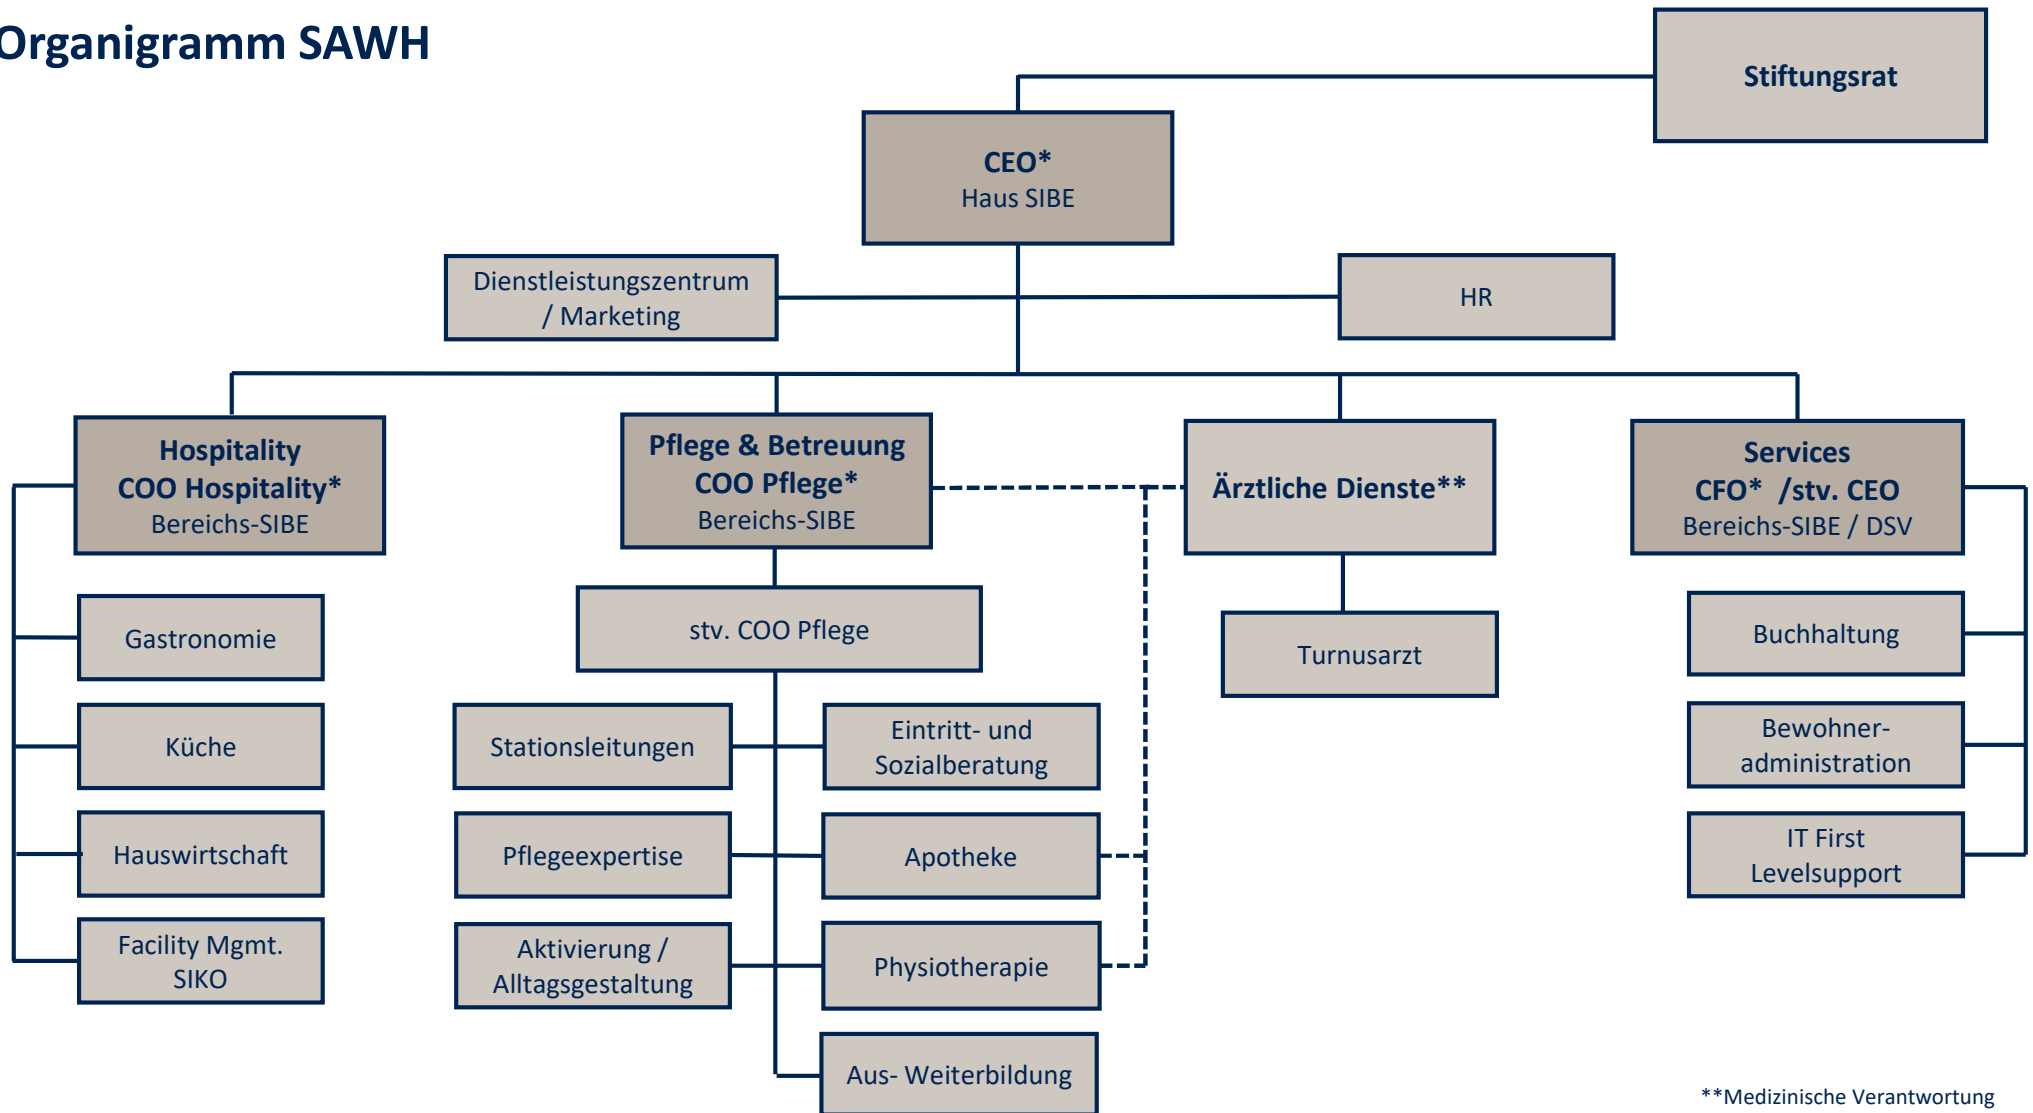 Organigramm SAWH
Stiftungsrat
CEO*
Haus SIBE
Dienstleistungszentrum
/ Marketing
HR
Hospitality
COO Hospitality*
Bereichs-SIBE
Pflege & Betreuung
COO Pflege*
Bereichs-SIBE
Ärztliche Dienste**
Services
CFO* /stv. CEO
Bereichs-SIBE / DSV
Gastronomie
Küche
Hauswirtschaft
Facility Mgmt.
SIKO
stv. COO Pflege
Stationsleitungen
Eintritt- und
Sozialberatung
Pflegeexpertise
Apotheke
Aktivierung /
Alltagsgestaltung
Physiotherapie
Aus- Weiterbildung
Turnusarzt
Buchhaltung
Bewohner-
administration
IT First
Levelsupport
**Medizinische Verantwortung